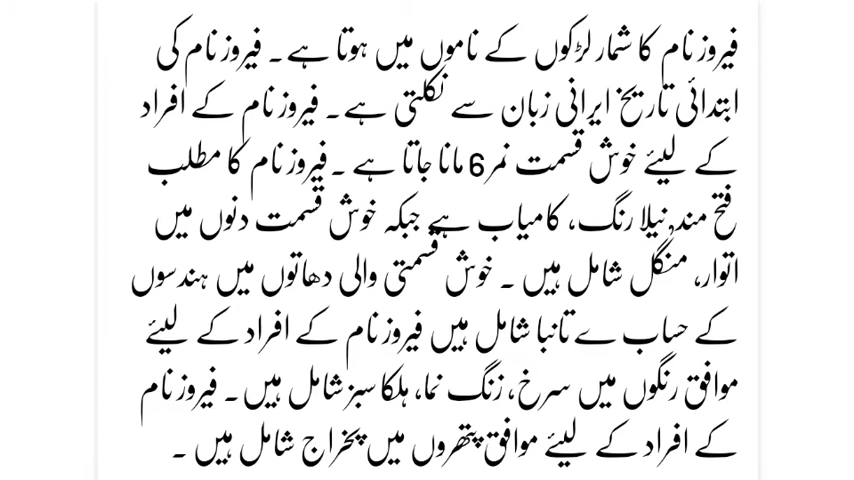 فیروز نام کا شمار لڑکوں کے ناموں میں ہوتا ہے۔ فیروز نام کی
ابتدائی تاریخ ایرانی زبان سے نکلتی ہے۔ فیروز نام کے افراد
کے لیئے خوش قسمت نمر 6 مانا جاتا ہے ۔فیروز نام کا مطلب
فتح مند,نیلا رنگ، کامیاب ہے جبکہ خوش قسمت دنوں میں
اتوار, منگل شامل ہیں ۔ خوش قسمتی والی دھاتوں میں ہندسوں
کے حساب سے تانبا شامل ہیں فیروز نام کے افراد کے لیئے
موافق رنگوں میں سرخ، زنگ نما، ہلکا سبز شامل ہیں۔ فیروز نام
کے افراد کے لیئے موافق پتھروں میں پخراج شامل ہیں ۔